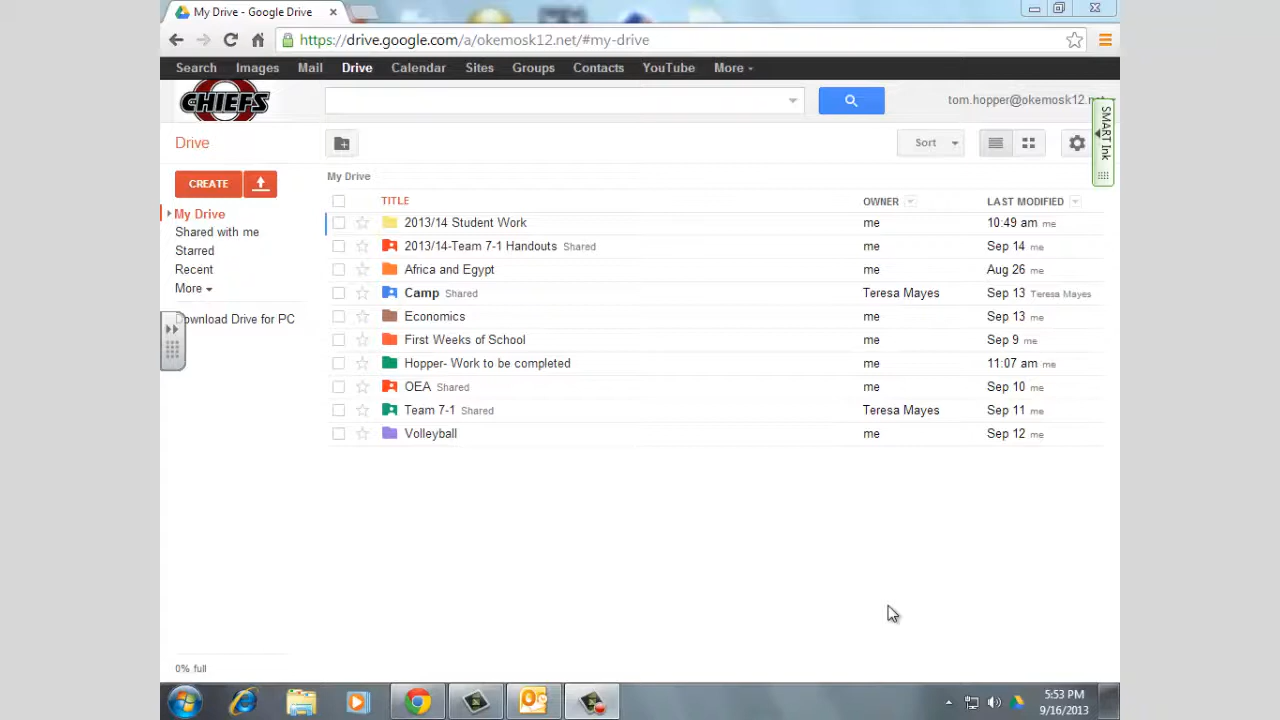 My Drive - Google Drive
https://drive.google.com/a/okemosk12.net/#my-drive
Search Images Mail Drive Calendar Sites Groups Contacts YouTube More
CHIEFS
tom.hopper@okemosk12.net
SMART Ink
Drive
Sort
CREATE
My Drive
My Drive
Shared with me
Starred
Recent
More
Download Drive for PC
TITLE OWNER LAST MODIFIED
2013/14 Student Work me 10:49 am me
2013/14-Team 7-1 Handouts Shared me Sep 14 me
Africa and Egypt me Aug 26 me
Camp Shared Teresa Mayes Sep 13 Teresa Mayes
Economics me Sep 13 me
First Weeks of School me Sep 9 me
Hopper- Work to be completed me 11:07 am me
OEA Shared me Sep 10 me
Team 7-1 Shared Teresa Mayes Sep 11 me
Volleyball me Sep 12 me
0% full
5:53 PM
9/16/2013